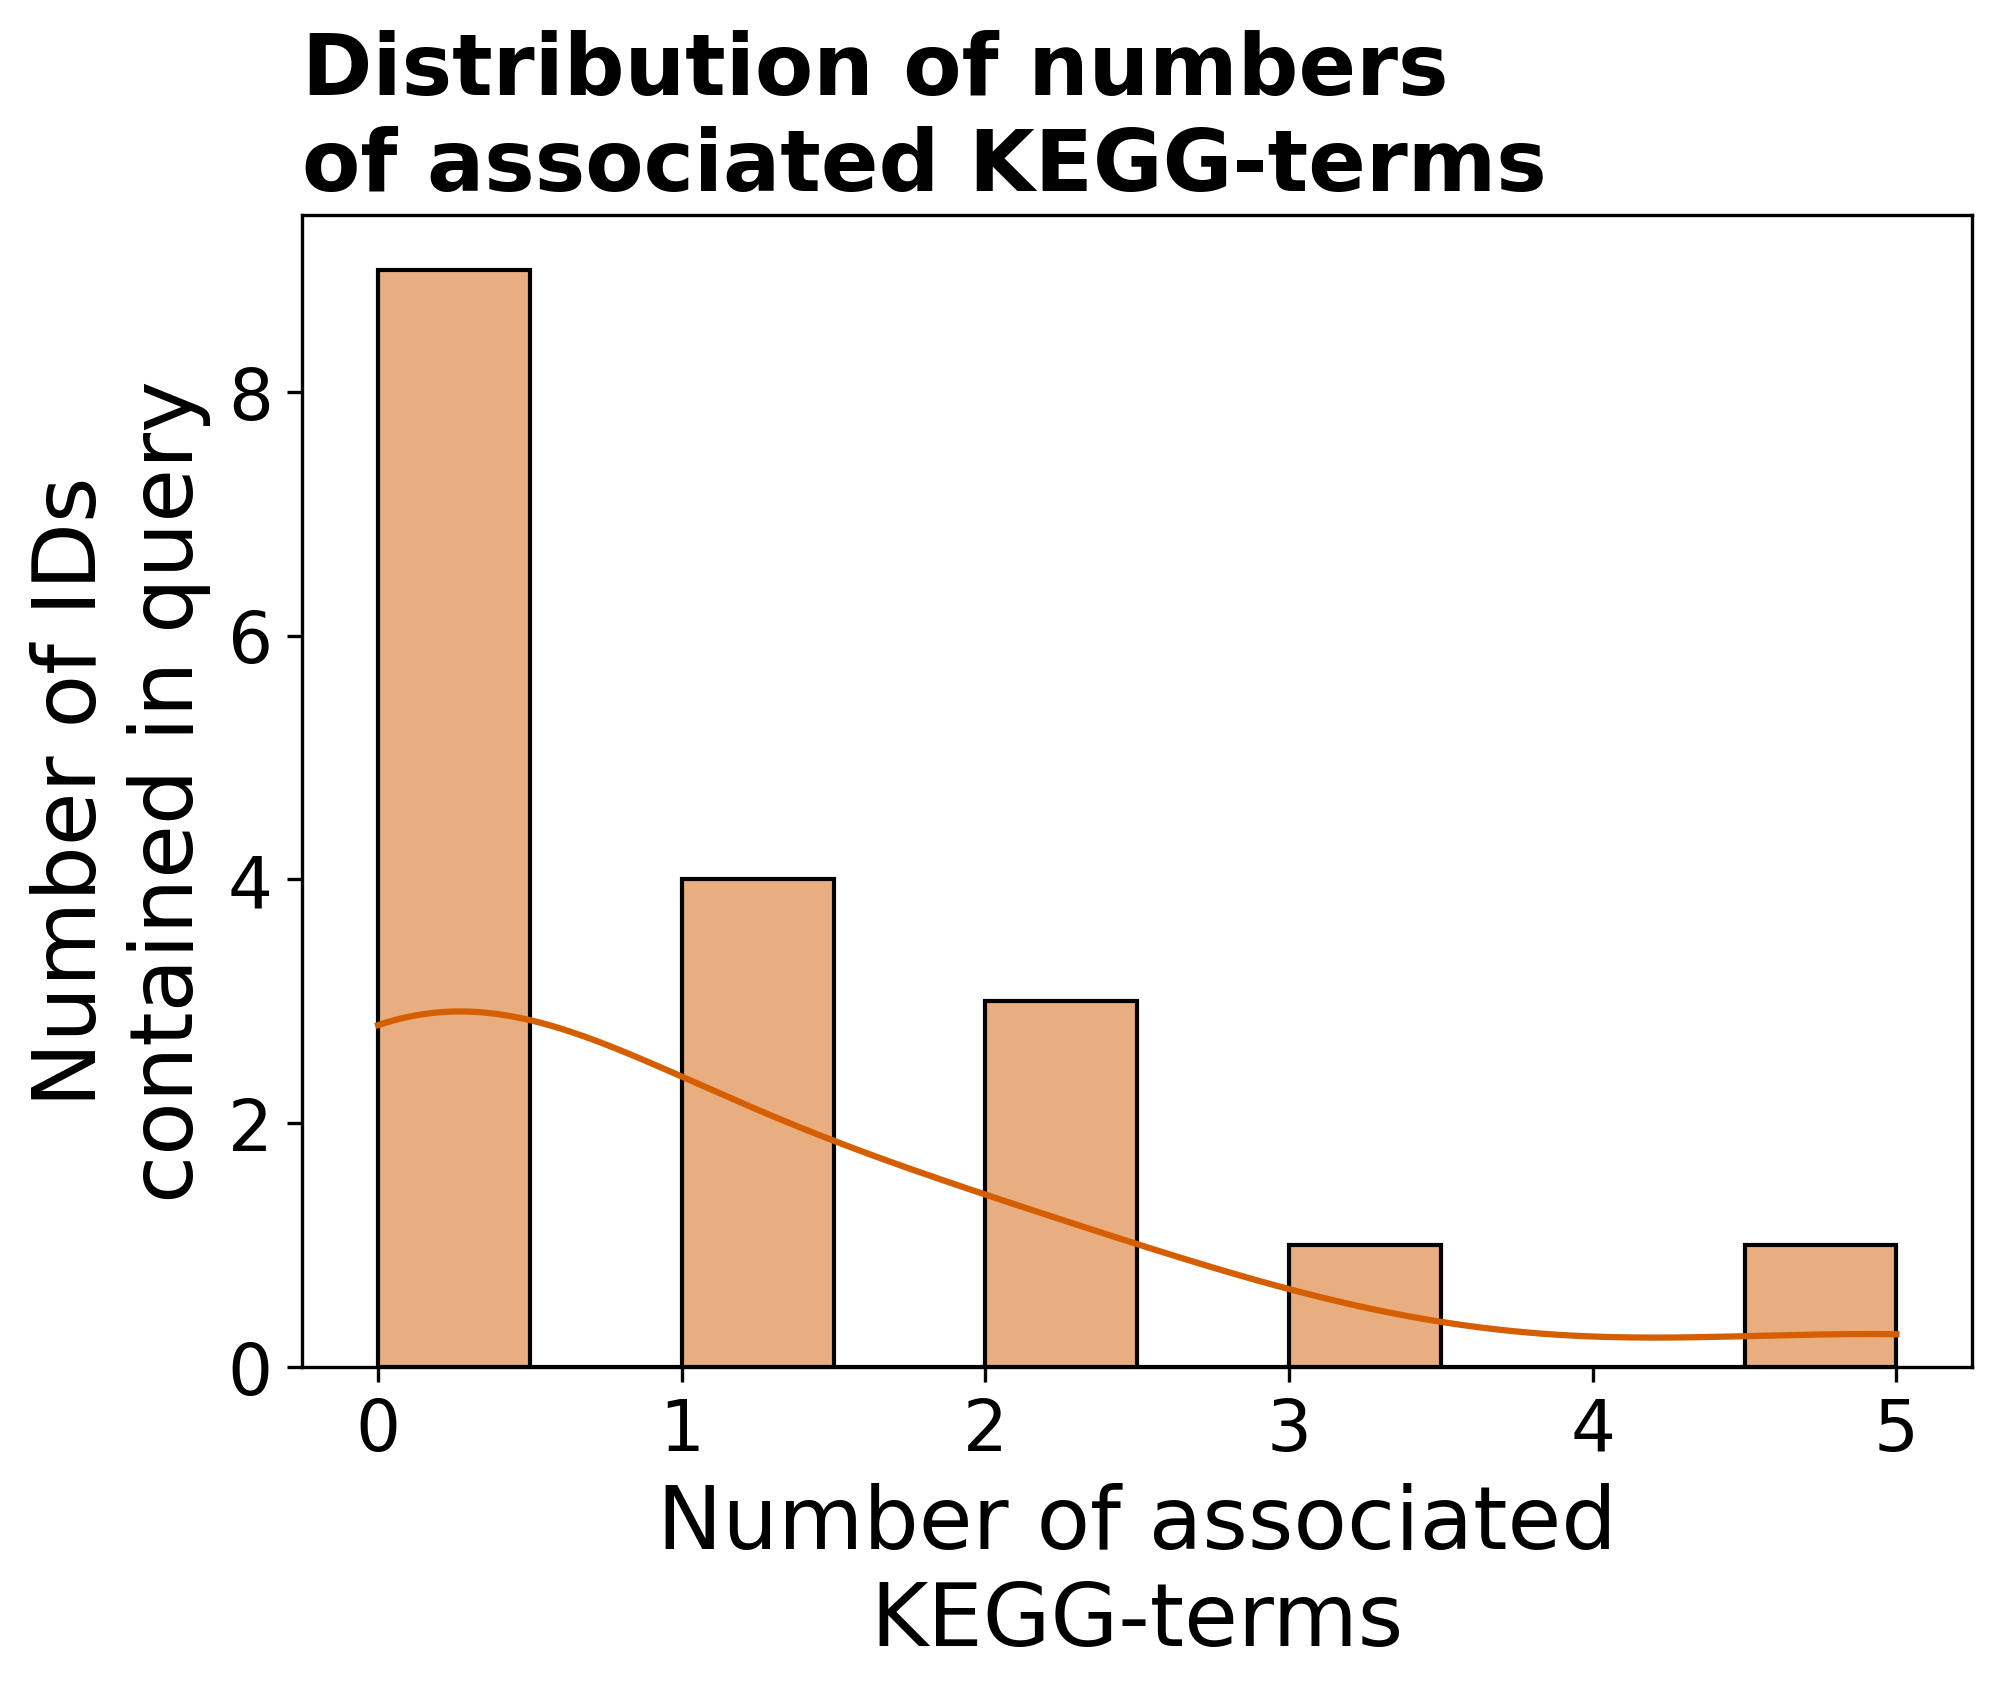 Distribution of numbers
of associated KEGG-terms
Number of IDs
contained in query
8
6
4
2
0
0 1 2 3 4 5
Number of associated
KEGG-terms